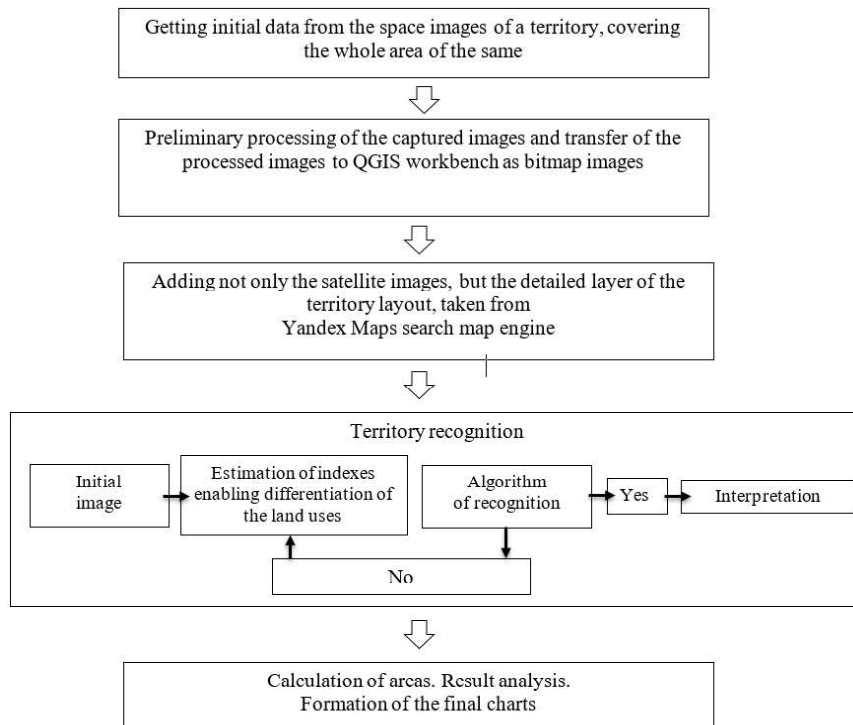 Getting initial data from the space images of a territory, covering
the whole area of the same
Preliminary processing of the captured images and transfer of the
processed images to QGIS workbench as bitmap images
Adding not only the satellite images, but the detailed layer of the
territory layout, taken from
Yandex Maps search map engine
Territory recognition
Initial
image
Estimation of indexes
enabling differentiation of
the land uses
Algorithm
of recognition
Yes
Interpretation
No
Calculation of areas. Result analysis.
Formation of the final charts